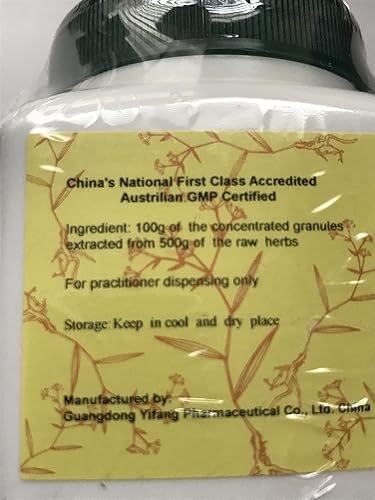 China's National First Class Accredited
Austrilian GMP Certified
Ingredient: 100g of the concentrated granules
extracted from 500g of the raw herbs
For practitioner dispensing only
Storage: Keep in cool and dry place
Manufactured by:
Guangdong Yifang Pharmaceutical Co., Ltd. China